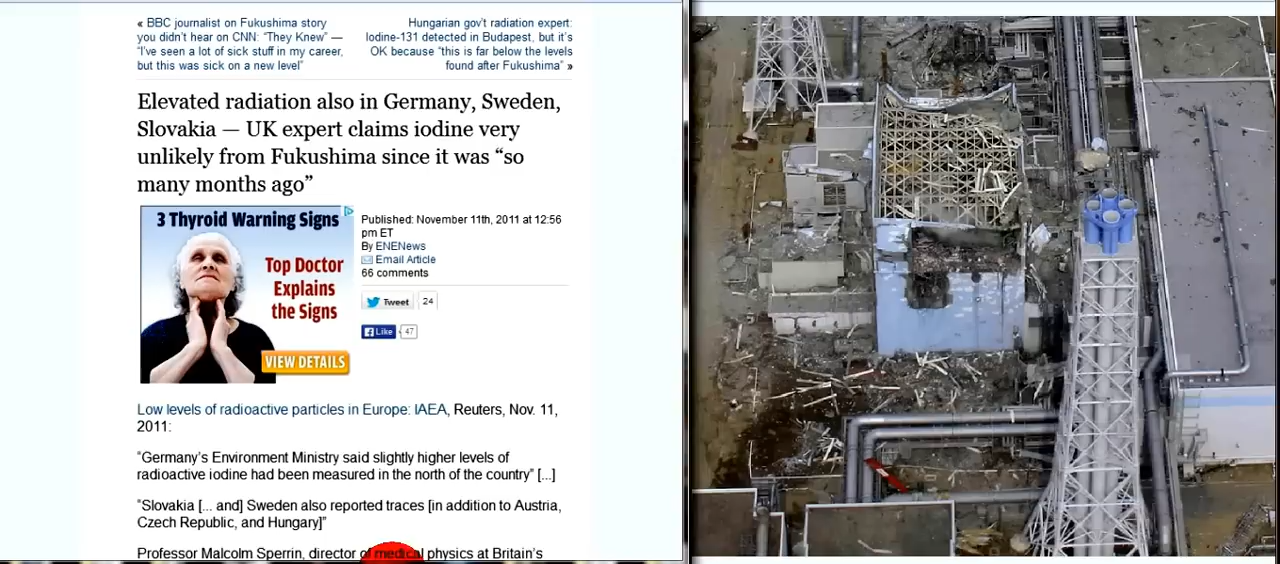 « BBC journalist on Fukushima story
you didn't hear on CNN: “They Knew” —
“I've seen a lot of sick stuff in my career,
but this was sick on a new level”
Hungarian gov't radiation expert:
Iodine-131 detected in Budapest, but it's
OK because “this is far below the levels
found after Fukushima” »
Elevated radiation also in Germany, Sweden,
Slovakia — UK expert claims iodine very
unlikely from Fukushima since it was “so
many months ago”
3 Thyroid Warning Signs
Top Doctor
Explains
the Signs
VIEW DETAILS
Published: November 11th, 2011 at 12:56
pm ET
By ENENews
Email Article
66 comments
Tweet 24
Like 47
Low levels of radioactive particles in Europe: IAEA, Reuters, Nov. 11,
2011:
“Germany's Environment Ministry said slightly higher levels of
radioactive iodine had been measured in the north of the country” [...]
“Slovakia [... and] Sweden also reported traces [in addition to Austria,
Czech Republic, and Hungary]”
Professor Malcolm Sperrin, director of medical physics at Britain's